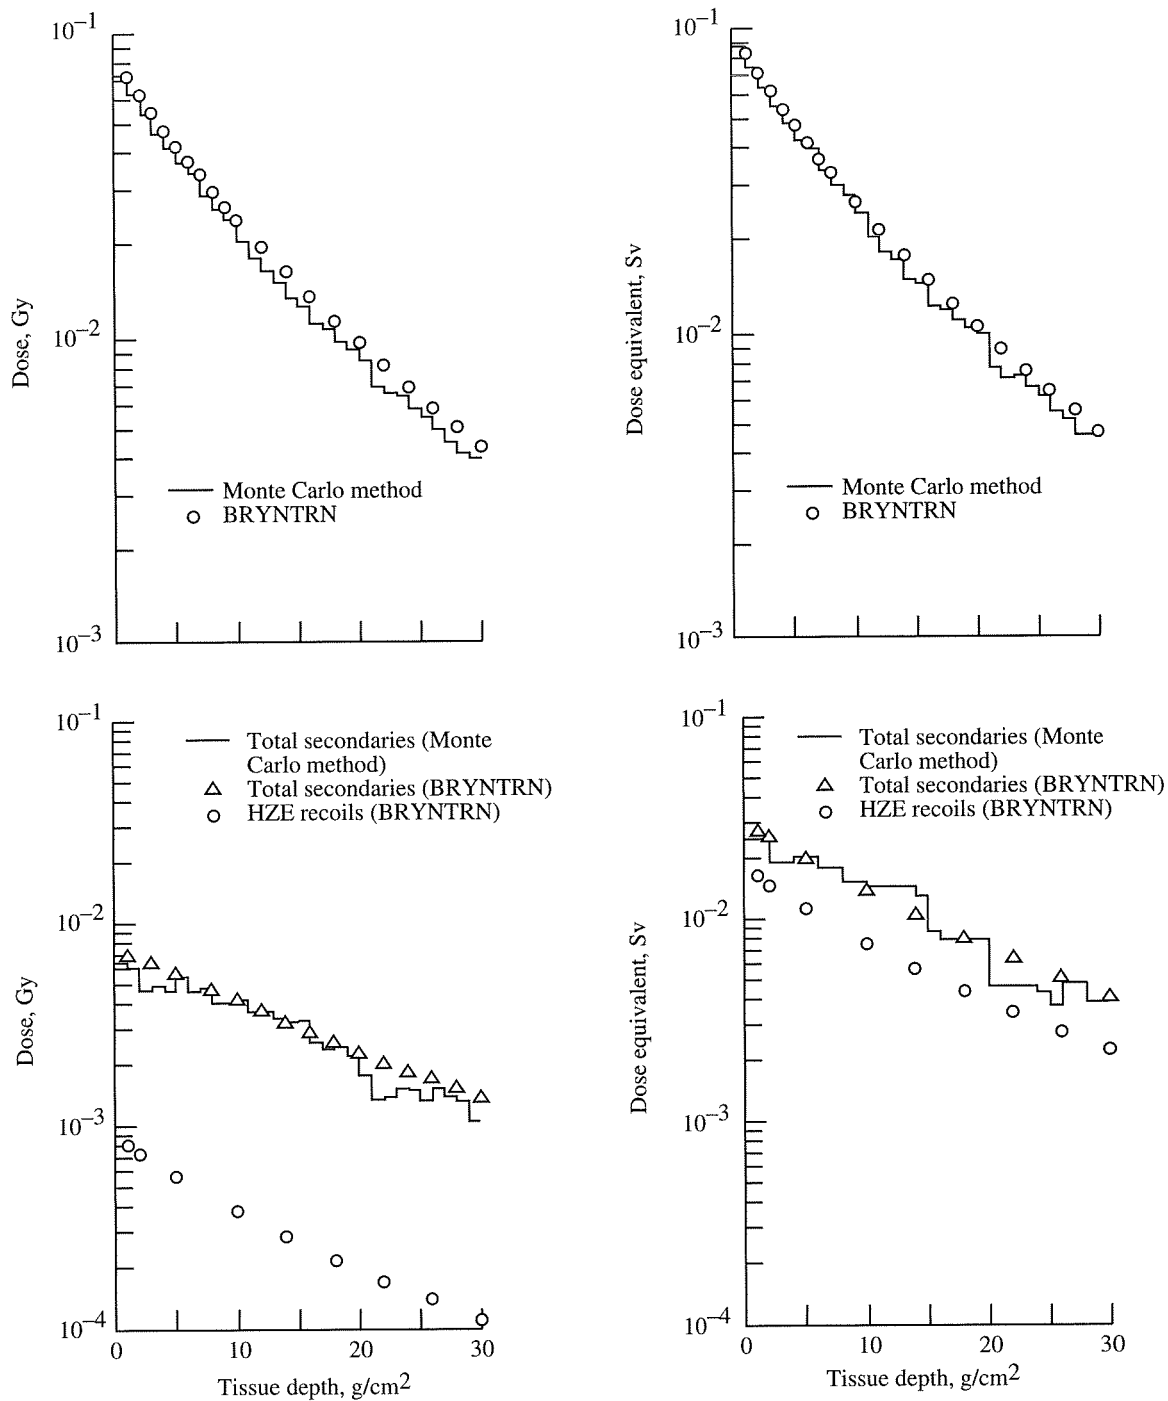 10−1
Dose, Gy
10−2
Monte Carlo method
BRYNTRN
10−3
10−1
Dose equivalent, Sv
10−2
Monte Carlo method
BRYNTRN
10−3
10−1
Total secondaries (Monte
Carlo method)
Total secondaries (BRYNTRN)
HZE recoils (BRYNTRN)
10−2
Dose, Gy
10−3
10−4
0 10 20 30
Tissue depth, g/cm2
10−1
Total secondaries (Monte
Carlo method)
Total secondaries (BRYNTRN)
HZE recoils (BRYNTRN)
10−2
Dose equivalent, Sv
10−3
10−4
0 10 20 30
Tissue depth, g/cm2